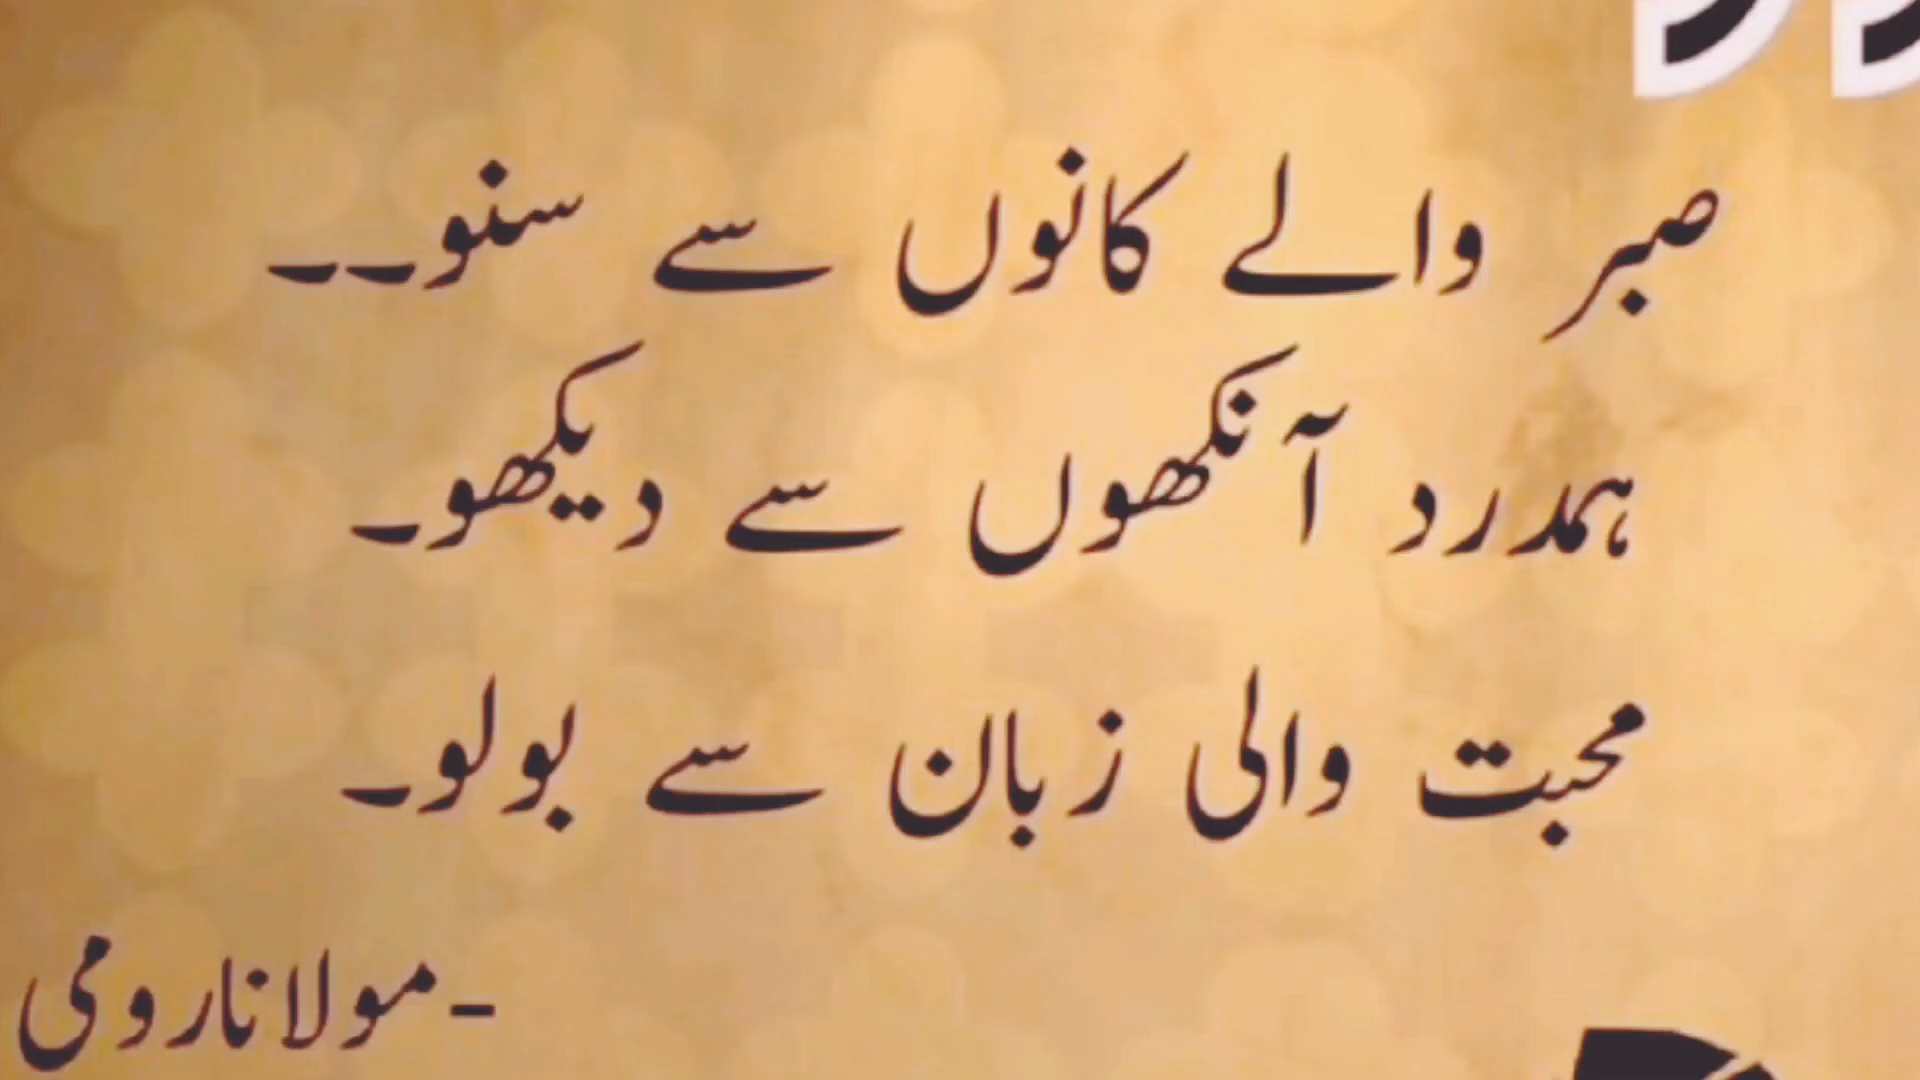 صبر والے کانوں سے سنو۔۔
ہمدرد آنکھوں سے دیکھو۔
محبت والی زبان سے بولو۔
-مولانا رومی